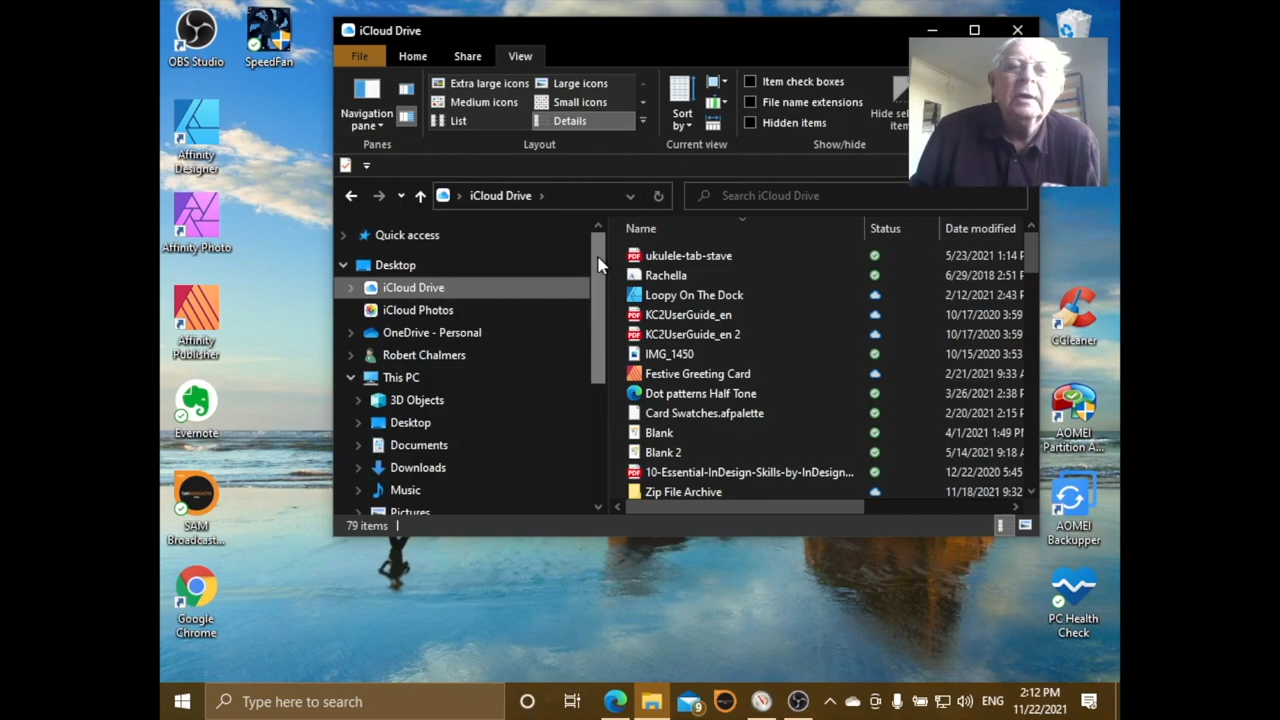 OBS Studio
SpeedFan
Affinity
Designer
Affinity Photo
Affinity
Publisher
Evernote
SAM
Broadcast...
Google
Chrome
iCloud Drive
File Home Share View
Navigation
pane
Panes
Extra large icons Large icons
Medium icons Small icons
List Details
Layout
Sort
by
Current view
Item check boxes
File name extensions
Hidden items
Show/hide
iCloud Drive
Search iCloud Drive
Quick access
Desktop
iCloud Drive
iCloud Photos
OneDrive - Personal
Robert Chalmers
This PC
3D Objects
Desktop
Documents
Downloads
Music
Pictures
Name Status Date modified
ukulele-tab-stave 5/23/2021 1:14 P
Rachella 6/29/2018 2:51 P
Loopy On The Dock 2/12/2021 2:43 P
KC2UserGuide_en 10/17/2020 3:59
KC2UserGuide_en 2 10/17/2020 3:59
IMG_1450 10/15/2020 3:53
Festive Greeting Card 2/21/2021 9:33 A
Dot patterns Half Tone 3/26/2021 2:38 P
Card Swatches.afpalette 2/20/2021 2:15 P
Blank 4/1/2021 1:49 PM
Blank 2 5/14/2021 9:18 A
10-Essential-InDesign-Skills-by-InDesign... 12/22/2020 5:45
Zip File Archive 11/18/2021 9:32
79 items
CCleaner
AOMEI
Partition A...
AOMEI
Backupper
PC Health
Check
Type here to search
9
ENG
2:12 PM
11/22/2021